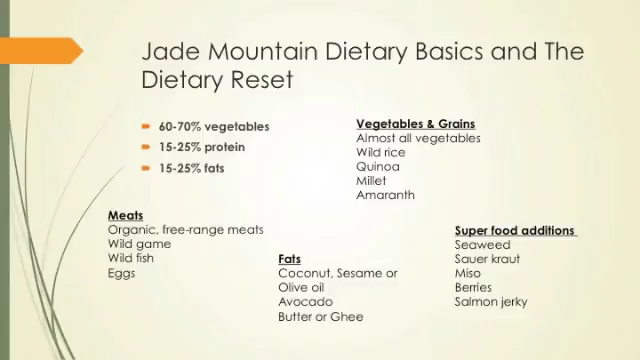 Jade Mountain Dietary Basics and The
Dietary Reset
60-70% vegetables
15-25% protein
15-25% fats
Vegetables & Grains
Almost all vegetables
Wild rice
Quinoa
Millet
Amaranth
Meats
Organic, free-range meats
Wild game
Wild fish
Eggs
Fats
Coconut, Sesame or
Olive oil
Avocado
Butter or Ghee
Super food additions
Seaweed
Sauer kraut
Miso
Berries
Salmon jerky